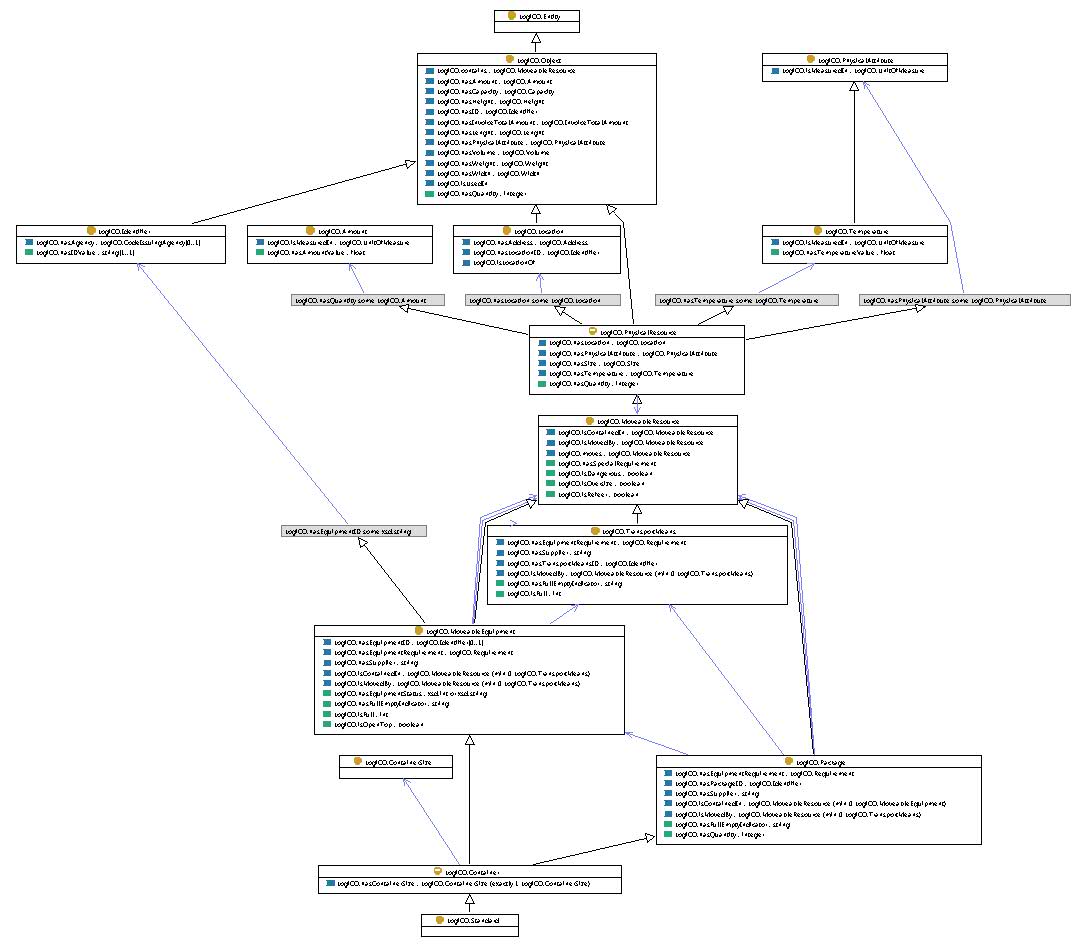 LogiCO:Entity
LogiCO:Object
LogiCO:contains : LogiCO:MoveableResource
LogiCO:hasAmount : LogiCO:Amount
LogiCO:hasCapacity : LogiCO:Capacity
LogiCO:hasHeight : LogiCO:Height
LogiCO:hasID : LogiCO:Identifier
LogiCO:hasInvoiceTotalAmount : LogiCO:InvoiceTotalAmount
LogiCO:hasLenght : LogiCO:Lenght
LogiCO:hasPhysicalAttribute : LogiCO:PhysicalAttribute
LogiCO:hasVolume : LogiCO:Volume
LogiCO:hasWeight : LogiCO:Weight
LogiCO:hasWidth : LogiCO:Width
LogiCO:isUsedIn
LogiCO:hasQuantity : integer
LogiCO:PhysicalAttribute
LogiCO:isMeasuredIn : LogiCO:UnitOfMeasure
LogiCO:Identifier
LogiCO:hasAgency : LogiCO:CodeIssuingAgency[0..1]
LogiCO:hasIDValue : string[1..1]
LogiCO:Amount
LogiCO:isMeasuredIn : LogiCO:UnitOfMeasure
LogiCO:hasAmountValue : float
LogiCO:Location
LogiCO:hasAddress : LogiCO:Address
LogiCO:hasLocationID : LogiCO:Identifier
LogiCO:isLocationOf
LogiCO:Temperature
LogiCO:isMeasuredIn : LogiCO:UnitOfMeasure
LogiCO:hasTemperatureValue : float
LogiCO:hasQuantity some LogiCO:Amount
LogiCO:hasLocation some LogiCO:Location
LogiCO:hasTemperature some LogiCO:Temperature
LogiCO:hasPhysicalAttribute some LogiCO:PhysicalAttribute
LogiCO:PhysicalResource
LogiCO:hasLocation : LogiCO:Location
LogiCO:hasPhysicalAttribute : LogiCO:PhysicalAttribute
LogiCO:hasSize : LogiCO:Size
LogiCO:hasTemperature : LogiCO:Temperature
LogiCO:hasQuantity : integer
LogiCO:MoveableResource
LogiCO:isContainedIn : LogiCO:MoveableResource
LogiCO:isMovedBy : LogiCO:MoveableResource
LogiCO:moves : LogiCO:MoveableResource
LogiCO:hasSpecialRequirement
LogiCO:isDangerous : boolean
LogiCO:isOversize : boolean
LogiCO:isReefer : boolean
LogiCO:hasEquipmentID some xsd:string
LogiCO:TransportMeans
LogiCO:hasEquipmentRequirement : LogiCO:Requirement
LogiCO:hasSupplier : string
LogiCO:hasTransportMeansID : LogiCO:Identifier
LogiCO:isMovedBy : LogiCO:MoveableResource (min 0 LogiCO:TransportMeans)
LogiCO:hasFullEmptyIndicator : string
LogiCO:isFull : int
LogiCO:MoveableEquipment
LogiCO:hasEquipmentID : LogiCO:Identifier[0..1]
LogiCO:hasEquipmentRequirement : LogiCO:Requirement
LogiCO:hasSupplier : string
LogiCO:isContainedIn : LogiCO:MoveableResource (min 0 LogiCO:TransportMeans)
LogiCO:isMovedBy : LogiCO:MoveableResource (min 0 LogiCO:TransportMeans)
LogiCO:hasEquipmentStatus : xsd:int or xsd:string
LogiCO:hasFullEmptyIndicator : string
LogiCO:isFull : int
LogiCO:isOpenTop : boolean
LogiCO:ContainerSize
LogiCO:Package
LogiCO:hasEquipmentRequirement : LogiCO:Requirement
LogiCO:hasPackageID : LogiCO:Identifier
LogiCO:hasSupplier : string
LogiCO:isContainedIn : LogiCO:MoveableResource (min 0 LogiCO:MoveableEquipment)
LogiCO:isMovedBy : LogiCO:MoveableResource (min 0 LogiCO:TransportMeans)
LogiCO:hasFullEmptyIndicator : string
LogiCO:hasQuantity : integer
LogiCO:Container
LogiCO:hasContainerSize : LogiCO:ContainerSize (exactly 1 LogiCO:ContainerSize)
LogiCO:Standard